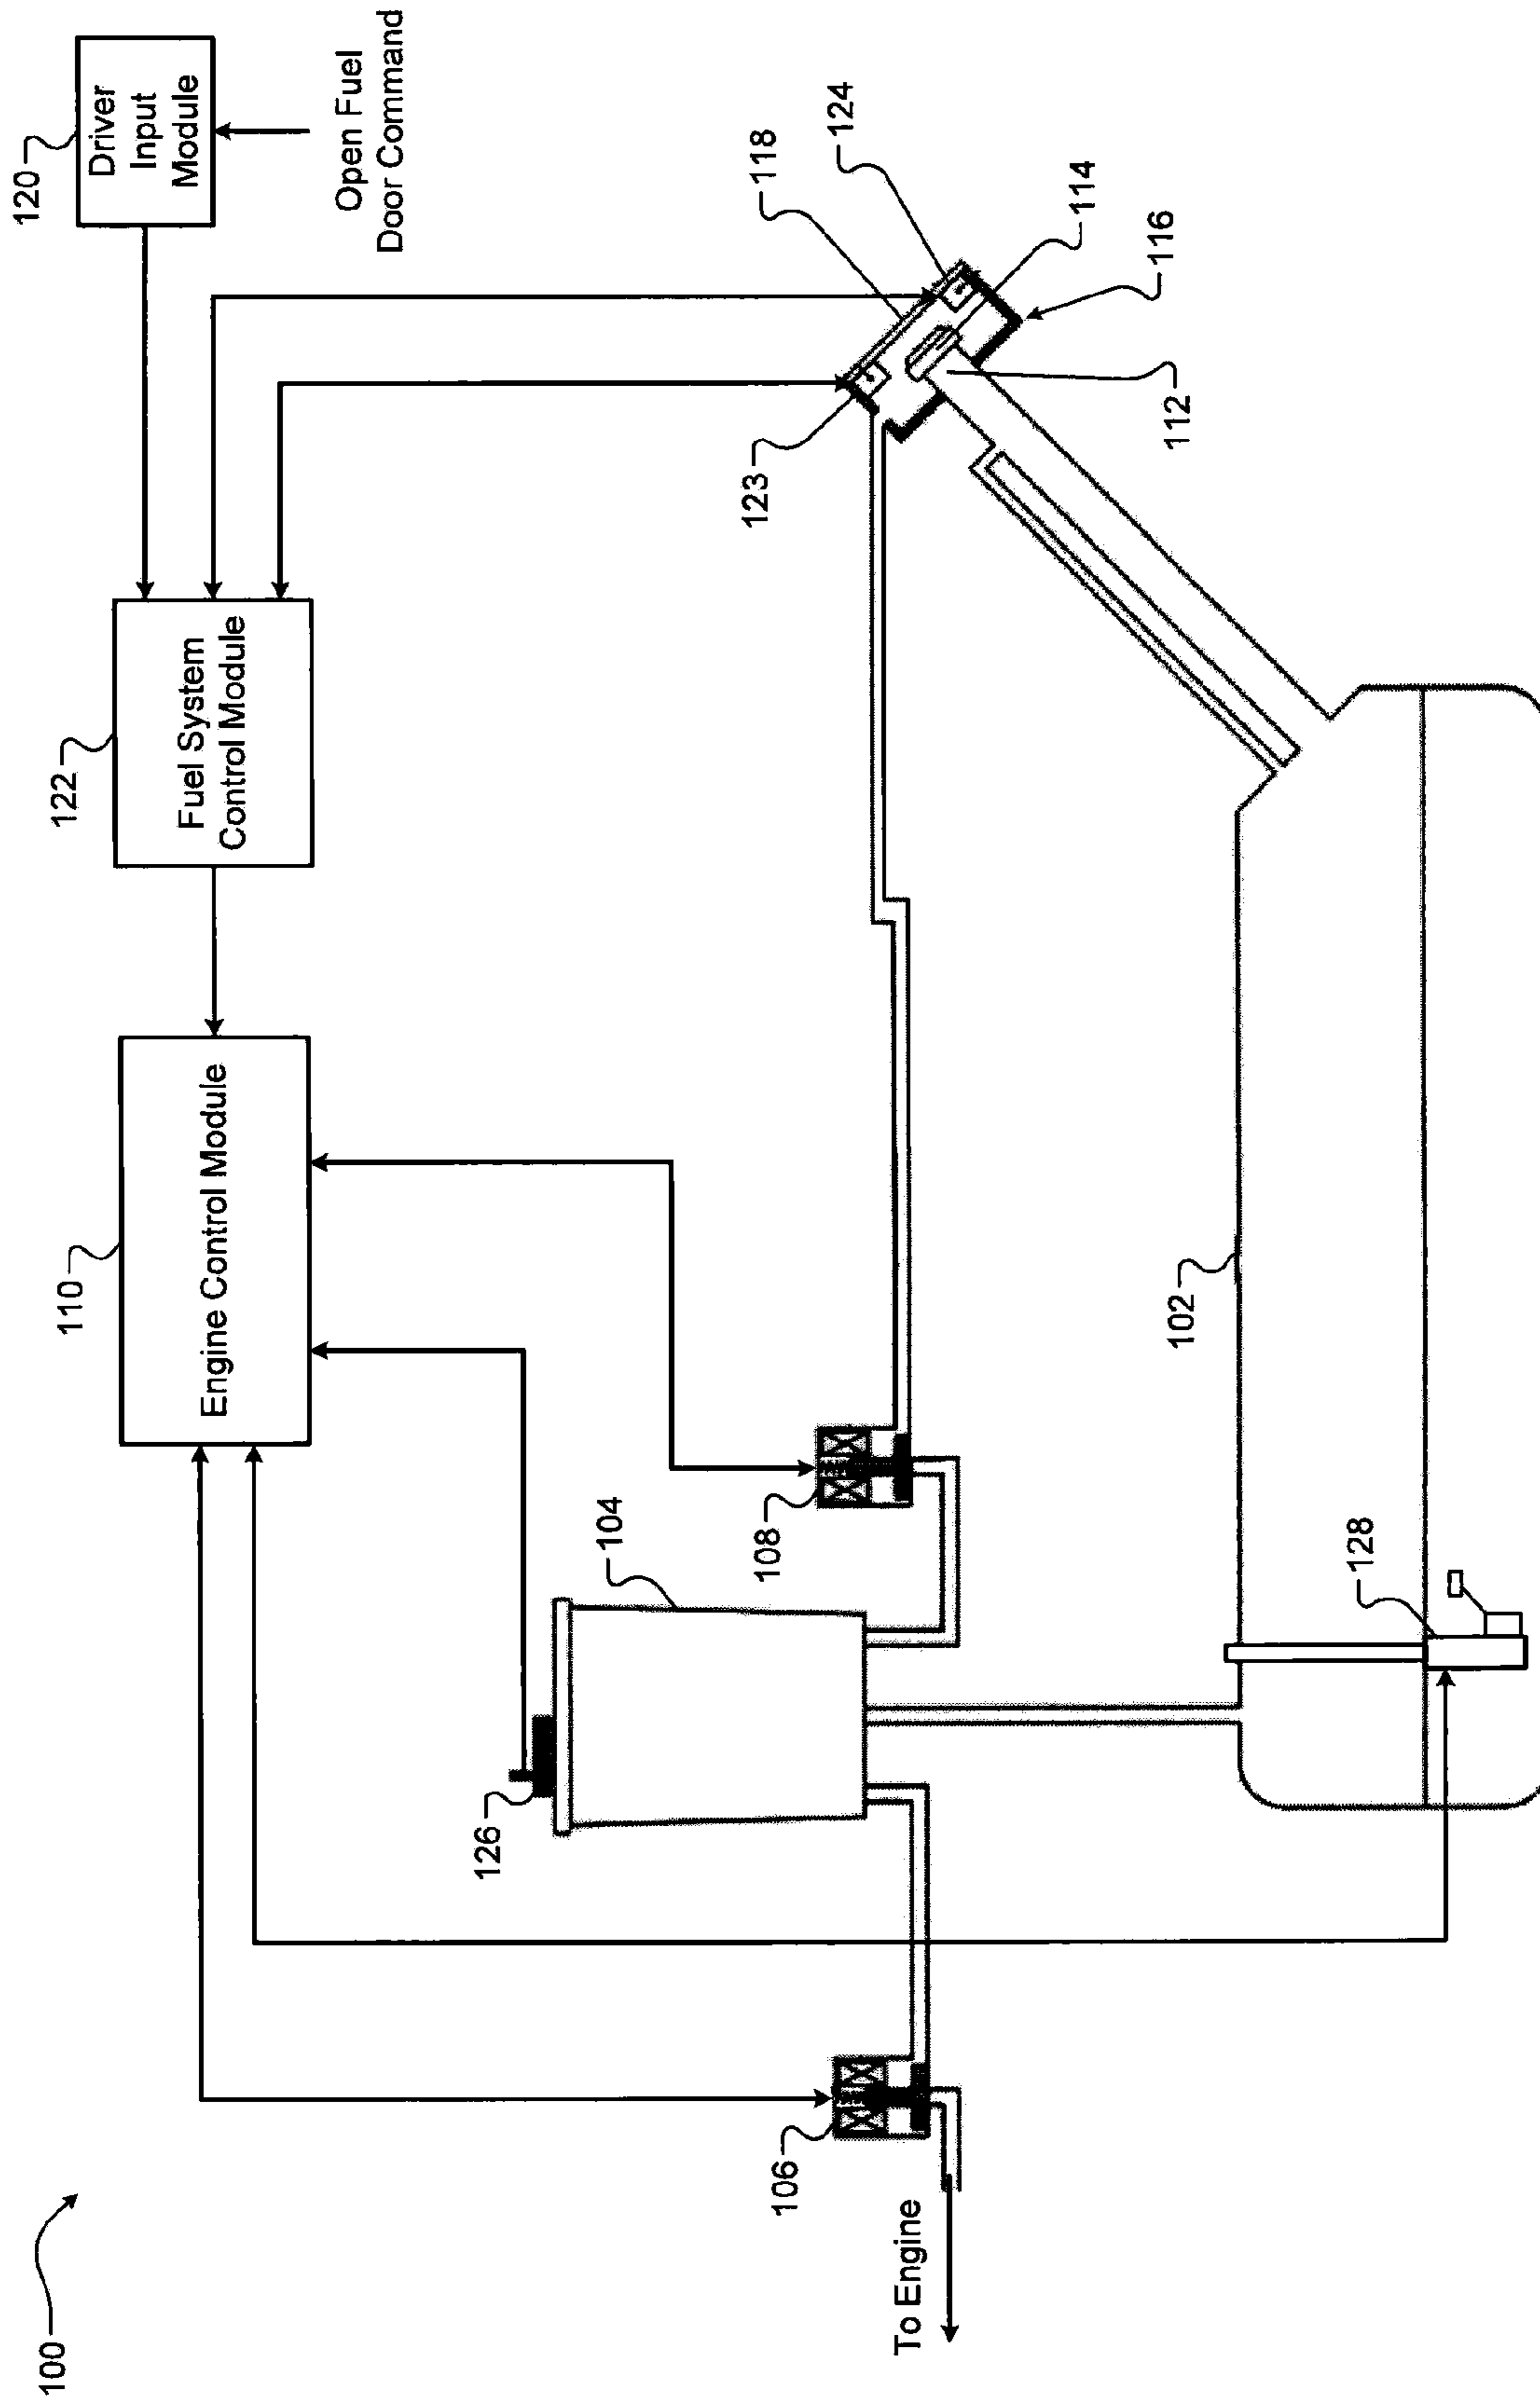 100
110
Engine Control Module
122
Fuel System
Control Module
120
Driver
Input
Module
Open Fuel
Door Command
126
104
108
106
To Engine
123
118
124
114
116
112
102
128